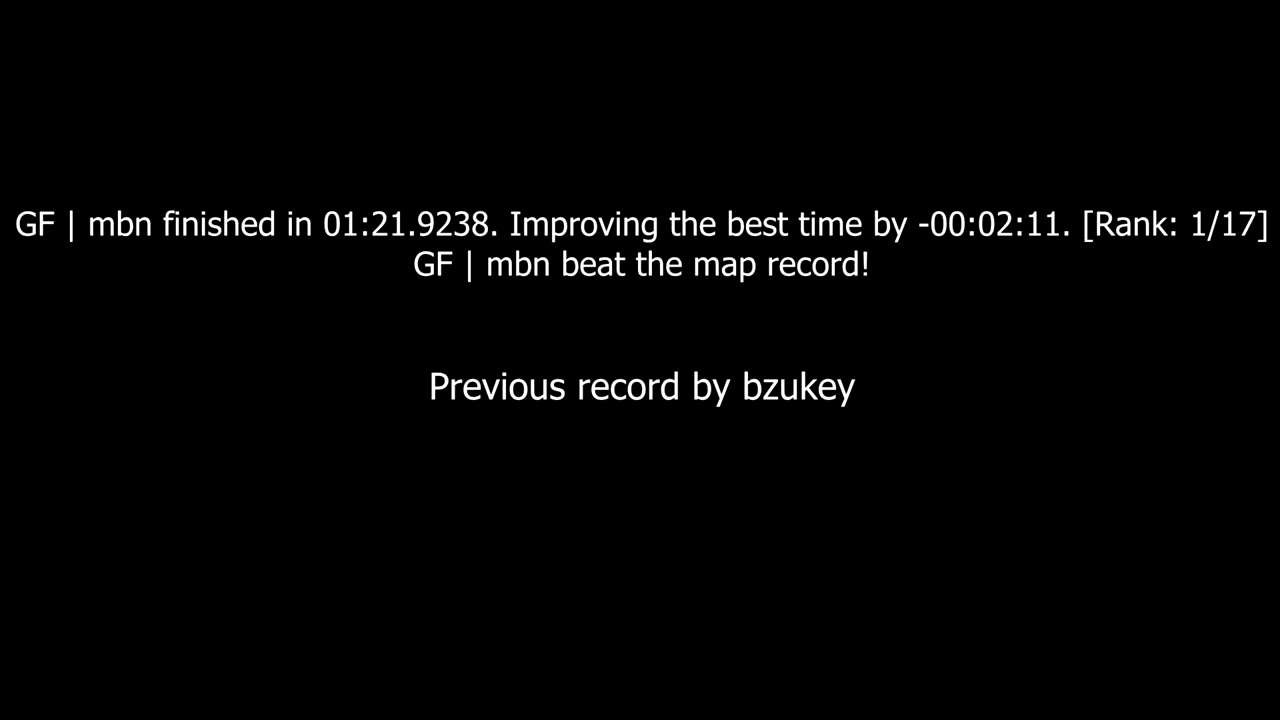 GF | mbn finished in 01:21.9238. Improving the best time by -00:02:11. [Rank: 1/17]
GF | mbn beat the map record!
Previous record by bzukey